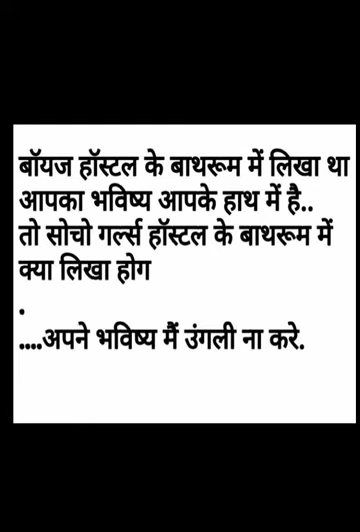 बॉयज हॉस्टल के बाथरूम में लिखा था
आपका भविष्य आपके हाथ में है..
तो सोचो गर्ल्स हॉस्टल के बाथरूम में
क्या लिखा होग
.
....अपने भविष्य मैं उंगली ना करे.